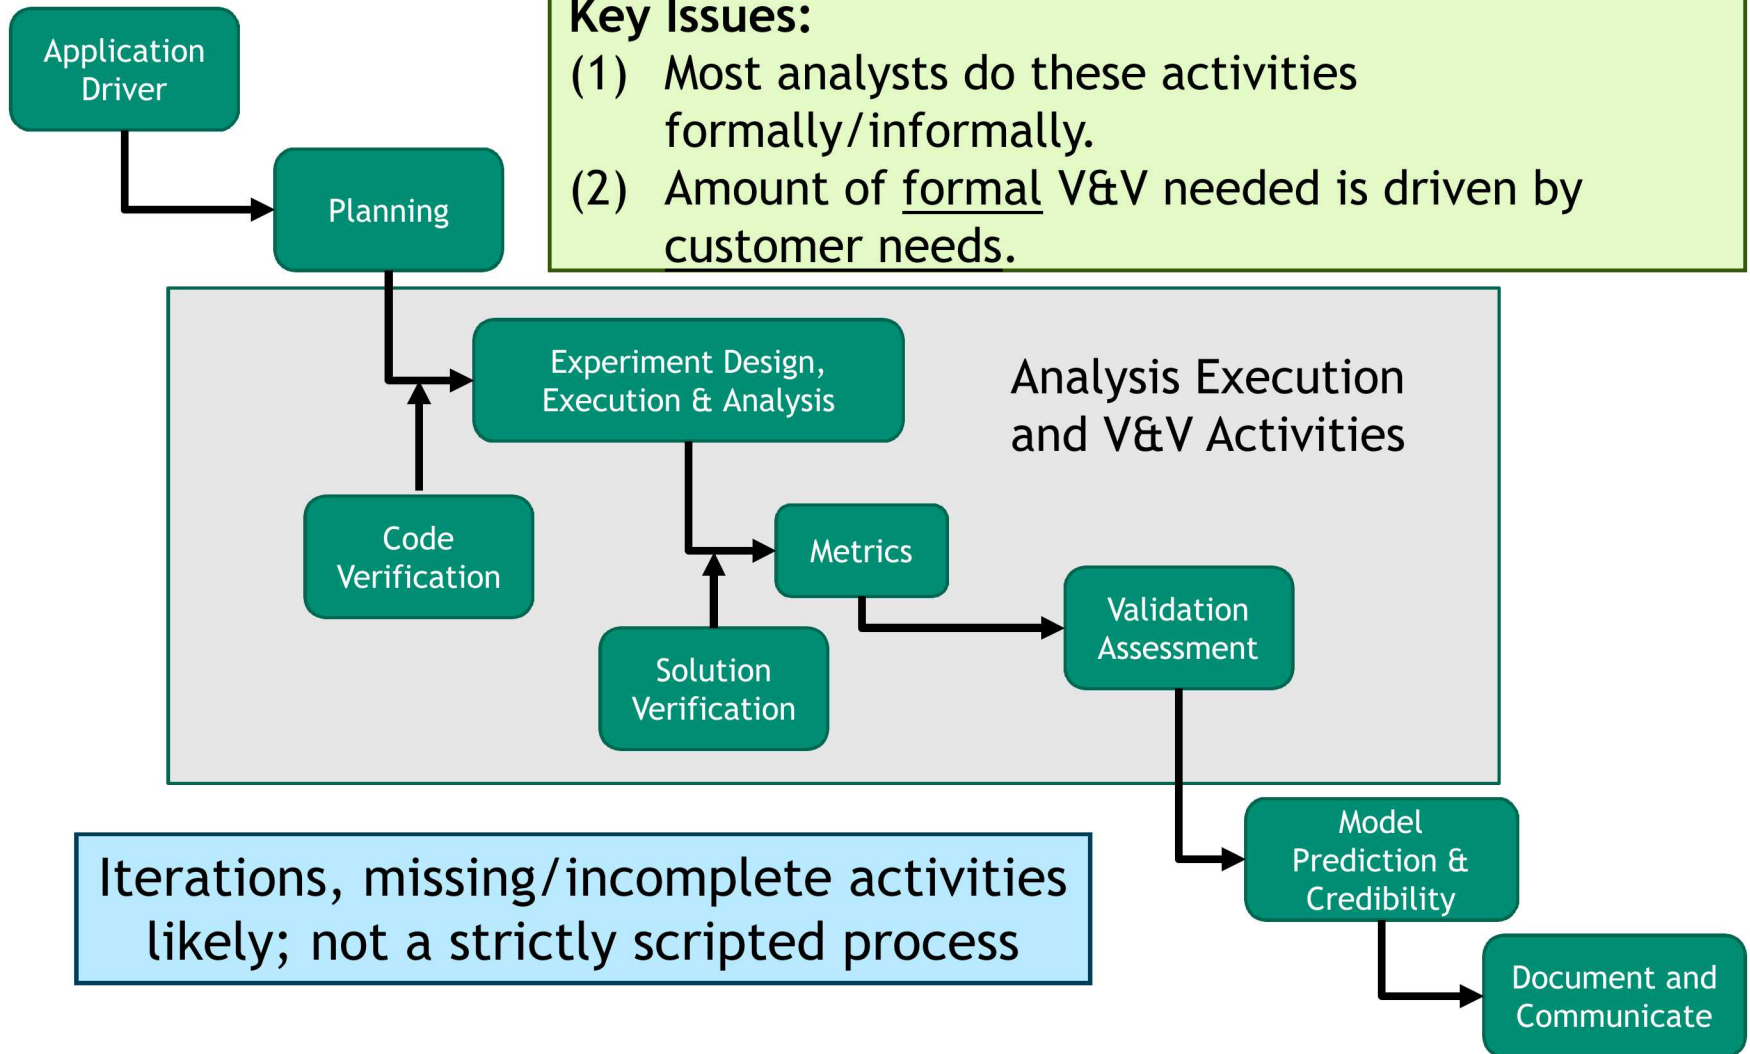 Application
Driver
Key Issues:
(1) Most analysts do these activities
formally/informally.
(2) Amount of formal V&V needed is driven by
customer needs.
Planning
Experiment Design,
Execution & Analysis
Analysis Execution
and V&V Activities
Code
Verification
Metrics
Solution
Verification
Validation
Assessment
Model
Prediction &
Credibility
Iterations, missing/incomplete activities
likely; not a strictly scripted process
Document and
Communicate